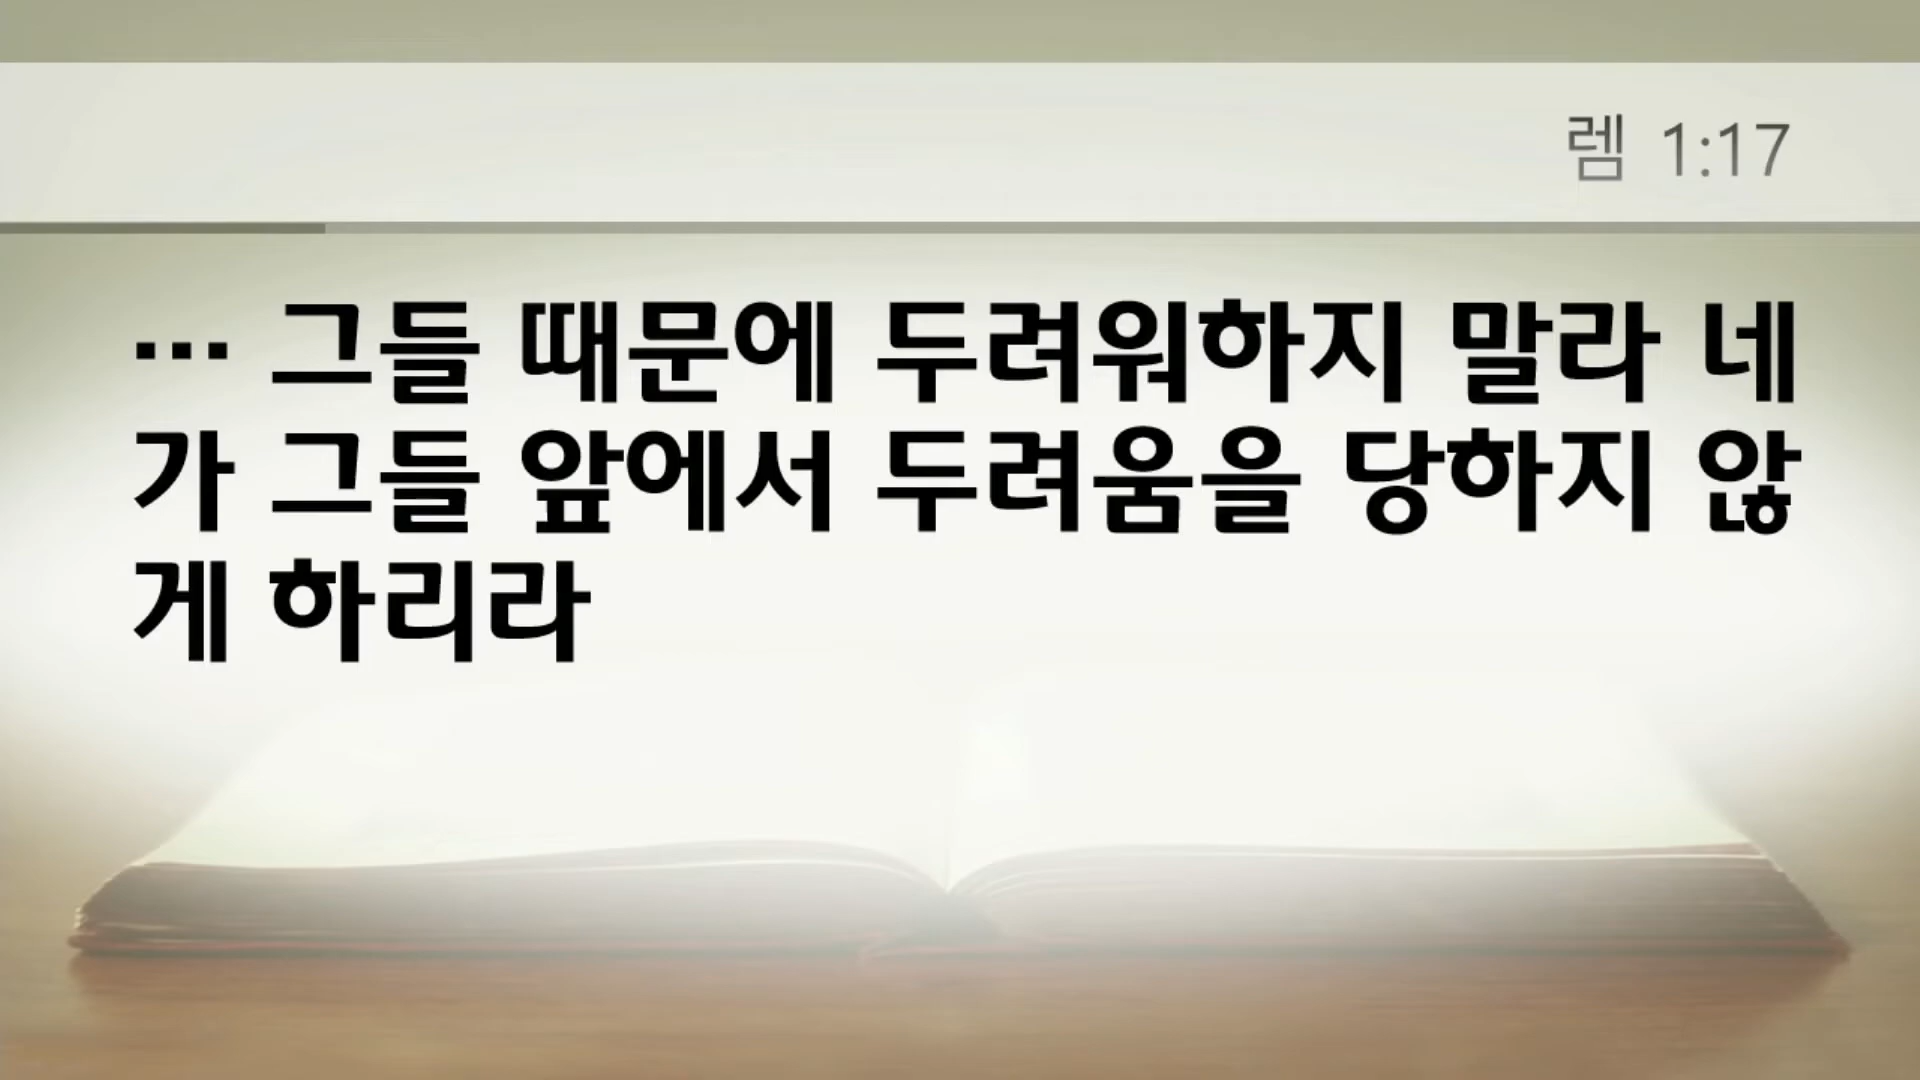 렘 1:17
… 그들 때문에 두려워하지 말라 네
가 그들 앞에서 두려움을 당하지 않
게 하리라